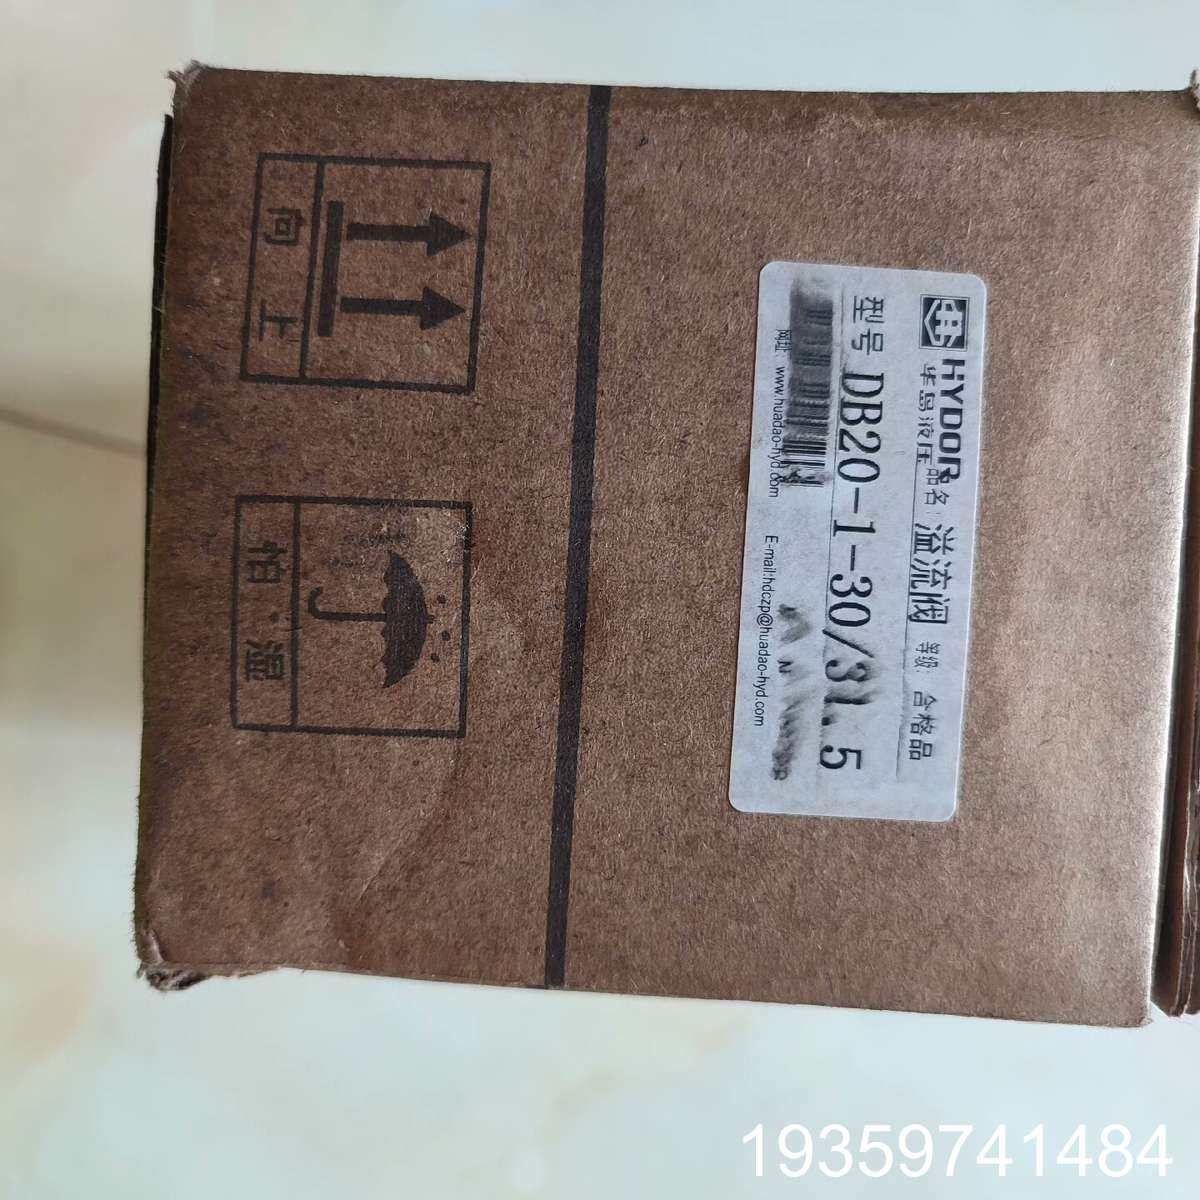 HYDOR
华岛液压
品名: 溢流阀 等级: 合格品
型号 DB20-1-30/31.5
网址: www.huadao-hyd.com E-mail:hdczp@huadao-hyd.com
向上
怕湿
19359741484